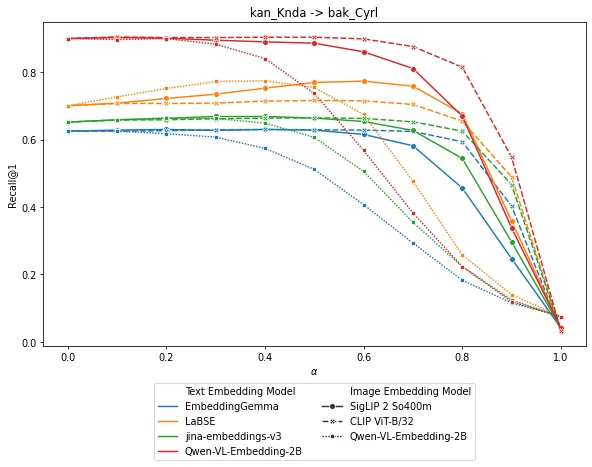 kan_Knda -> bak_Cyrl
Recall@1
0.8
0.6
0.4
0.2
0.0
0.0 0.2 0.4 0.6 0.8 1.0
α
Text Embedding Model Image Embedding Model
EmbeddingGemma SigLIP 2 So400m
LaBSE CLIP ViT-B/32
jina-embeddings-v3 Qwen-VL-Embedding-2B
Qwen-VL-Embedding-2B